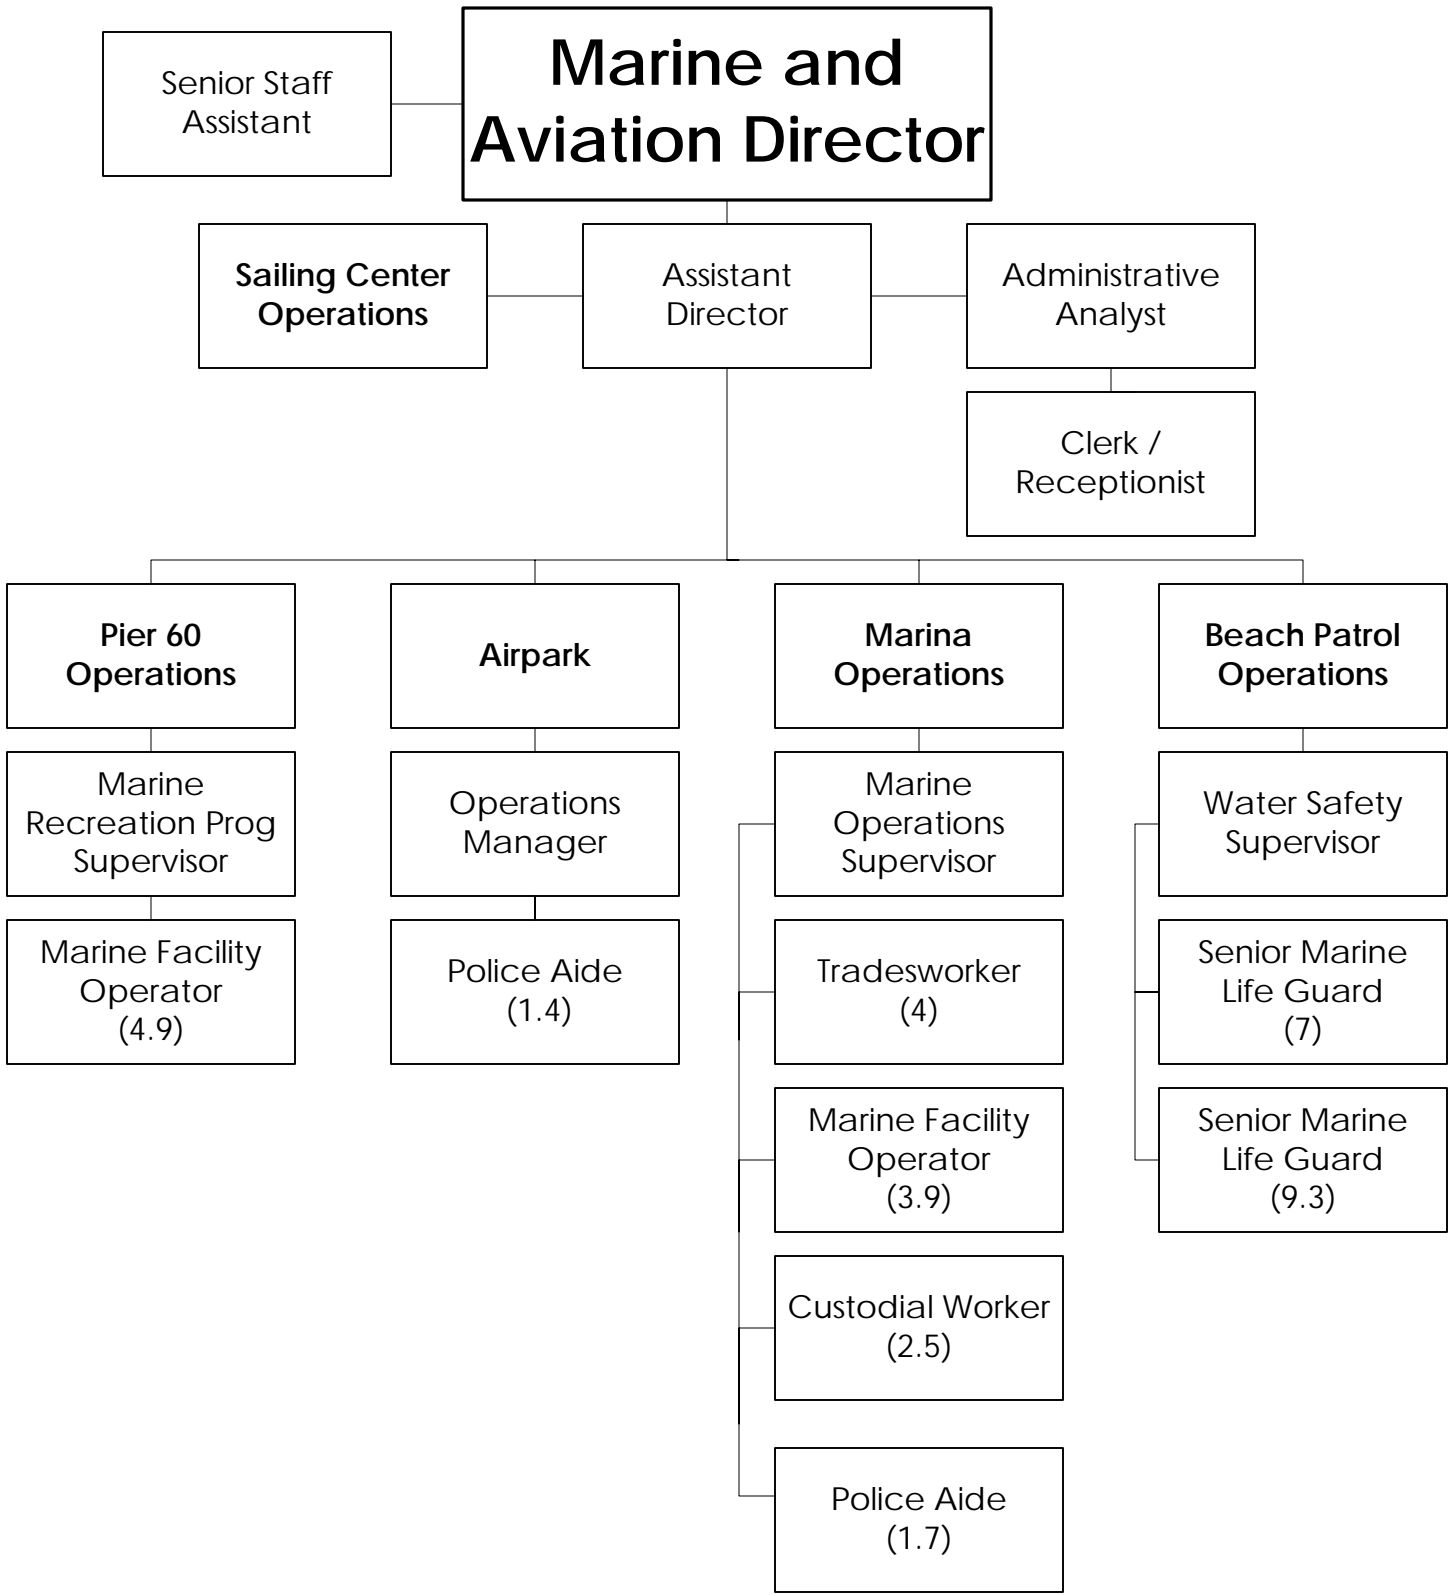 Senior Staff
Assistant
Marine and
Aviation Director
Sailing Center
Operations
Assistant
Director
Administrative
Analyst
Clerk /
Receptionist
Pier 60
Operations
Airpark
Marina
Operations
Beach Patrol
Operations
Marine
Recreation Prog
Supervisor
Operations
Manager
Marine
Operations
Supervisor
Water Safety
Supervisor
Marine Facility
Operator
(4.9)
Police Aide
(1.4)
Tradesworker
(4)
Senior Marine
Life Guard
(7)
Marine Facility
Operator
(3.9)
Senior Marine
Life Guard
(9.3)
Custodial Worker
(2.5)
Police Aide
(1.7)